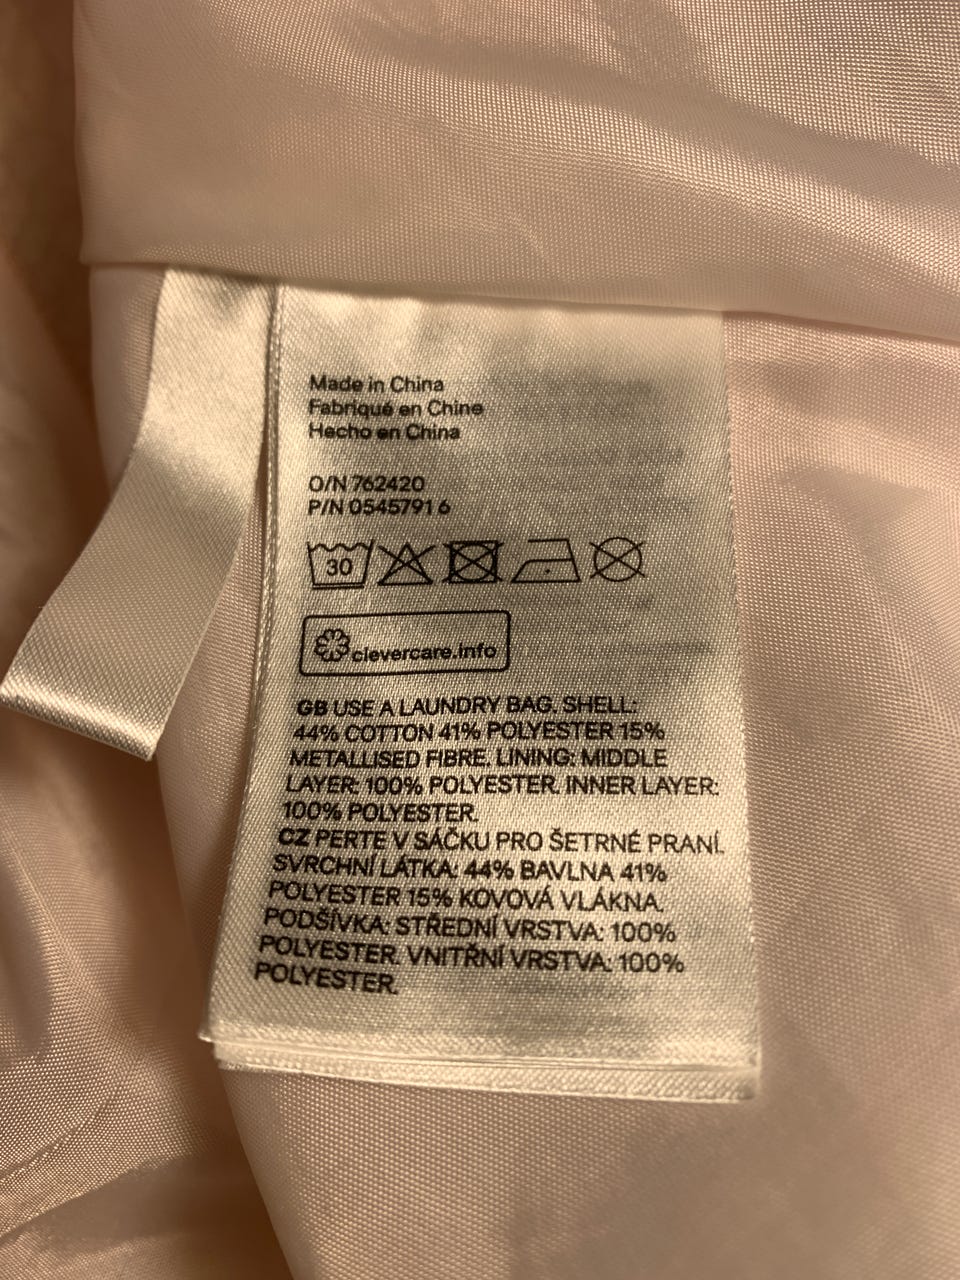 Made in China
Fabriqué en Chine
Hecho en China
O/N 762420
P/N 0545791 6
30
clevercare.info
GB USE A LAUNDRY BAG. SHELL:
44% COTTON 41% POLYESTER 15%
METALLISED FIBRE. LINING: MIDDLE
LAYER: 100% POLYESTER. INNER LAYER:
100% POLYESTER.
CZ PERTE V SÁČKU PRO ŠETRNÉ PRANÍ.
SVRCHNÍ LÁTKA: 44% BAVLNA 41%
POLYESTER 15% KOVOVÁ VLÁKNA.
PODŠÍVKA: STŘEDNÍ VRSTVA: 100%
POLYESTER. VNITŘNÍ VRSTVA: 100%
POLYESTER.